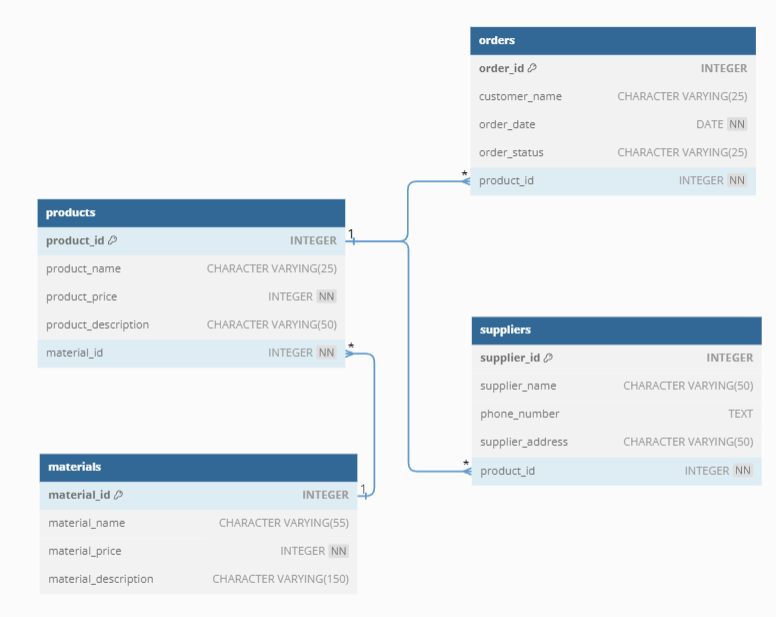 orders
order_id INTEGER
customer_name CHARACTER VARYING(25)
order_date DATE NN
order_status CHARACTER VARYING(25)
* product_id INTEGER NN
products
product_id INTEGER 1
product_name CHARACTER VARYING(25)
product_price INTEGER NN
product_description CHARACTER VARYING(50)
material_id INTEGER NN *
suppliers
supplier_id INTEGER
supplier_name CHARACTER VARYING(50)
phone_number TEXT
supplier_address CHARACTER VARYING(50)
* product_id INTEGER NN
materials
material_id INTEGER 1
material_name CHARACTER VARYING(55)
material_price INTEGER NN
material_description CHARACTER VARYING(150)